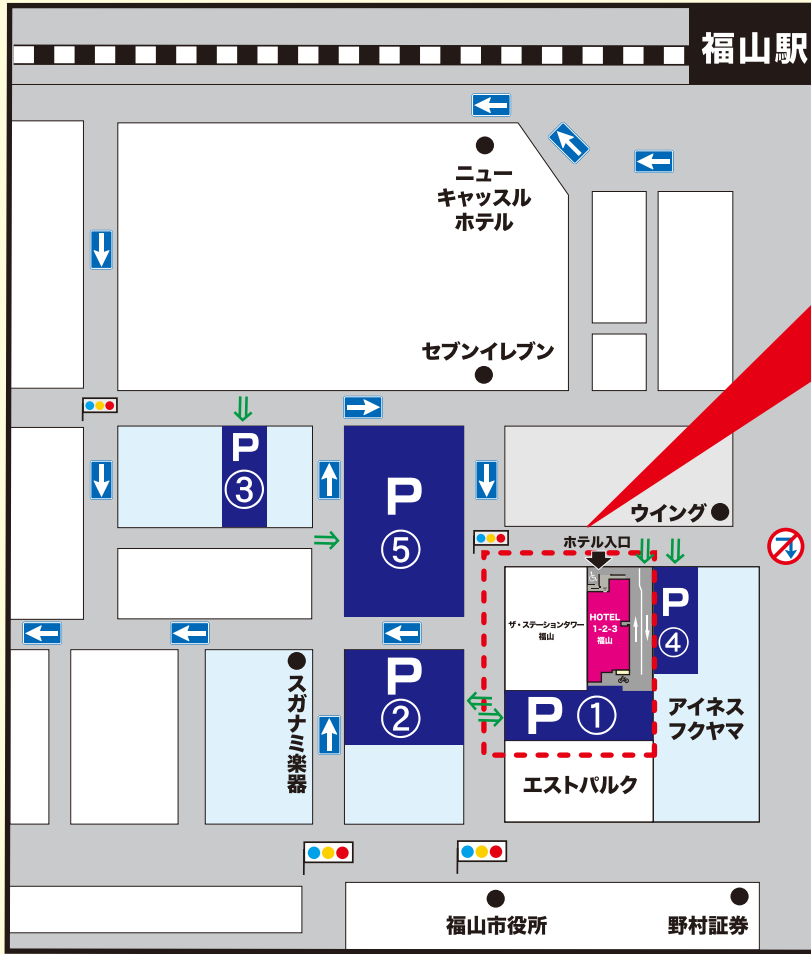 福山駅
ニュー
キャッスル
ホテル
セブンイレブン
P
③
P
⑤
ウイング
ホテル入口
ザ・ステーションタワー
福山
HOTEL
1-2-3
福山
P
④
P
②
P ①
スガナミ楽器
アイネス
フクヤマ
エストパルク
福山市役所
野村証券